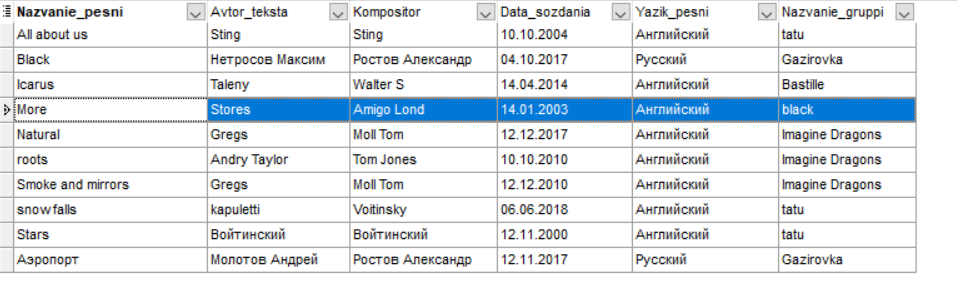 Nazvanie_pesni Avtor_teksta Kompositor Data_sozdania Yazik_pesni Nazvanie_gruppi
All about us Sting Sting 10.10.2004 Английский tatu
Black Нетросов Максим Ростов Александр 04.10.2017 Русский Gazirovka
Icarus Taleny Walter S 14.04.2014 Английский Bastille
More Stores Amigo Lond 14.01.2003 Английский black
Natural Gregs Moll Tom 12.12.2017 Английский Imagine Dragons
roots Andry Taylor Tom Jones 10.10.2010 Английский Imagine Dragons
Smoke and mirrors Gregs Moll Tom 12.12.2010 Английский Imagine Dragons
snow falls kapuletti Voitinsky 06.06.2018 Английский tatu
Stars Войтинский Войтинский 12.11.2000 Английский tatu
Аэропорт Молотов Андрей Ростов Александр 12.11.2017 Русский Gazirovka